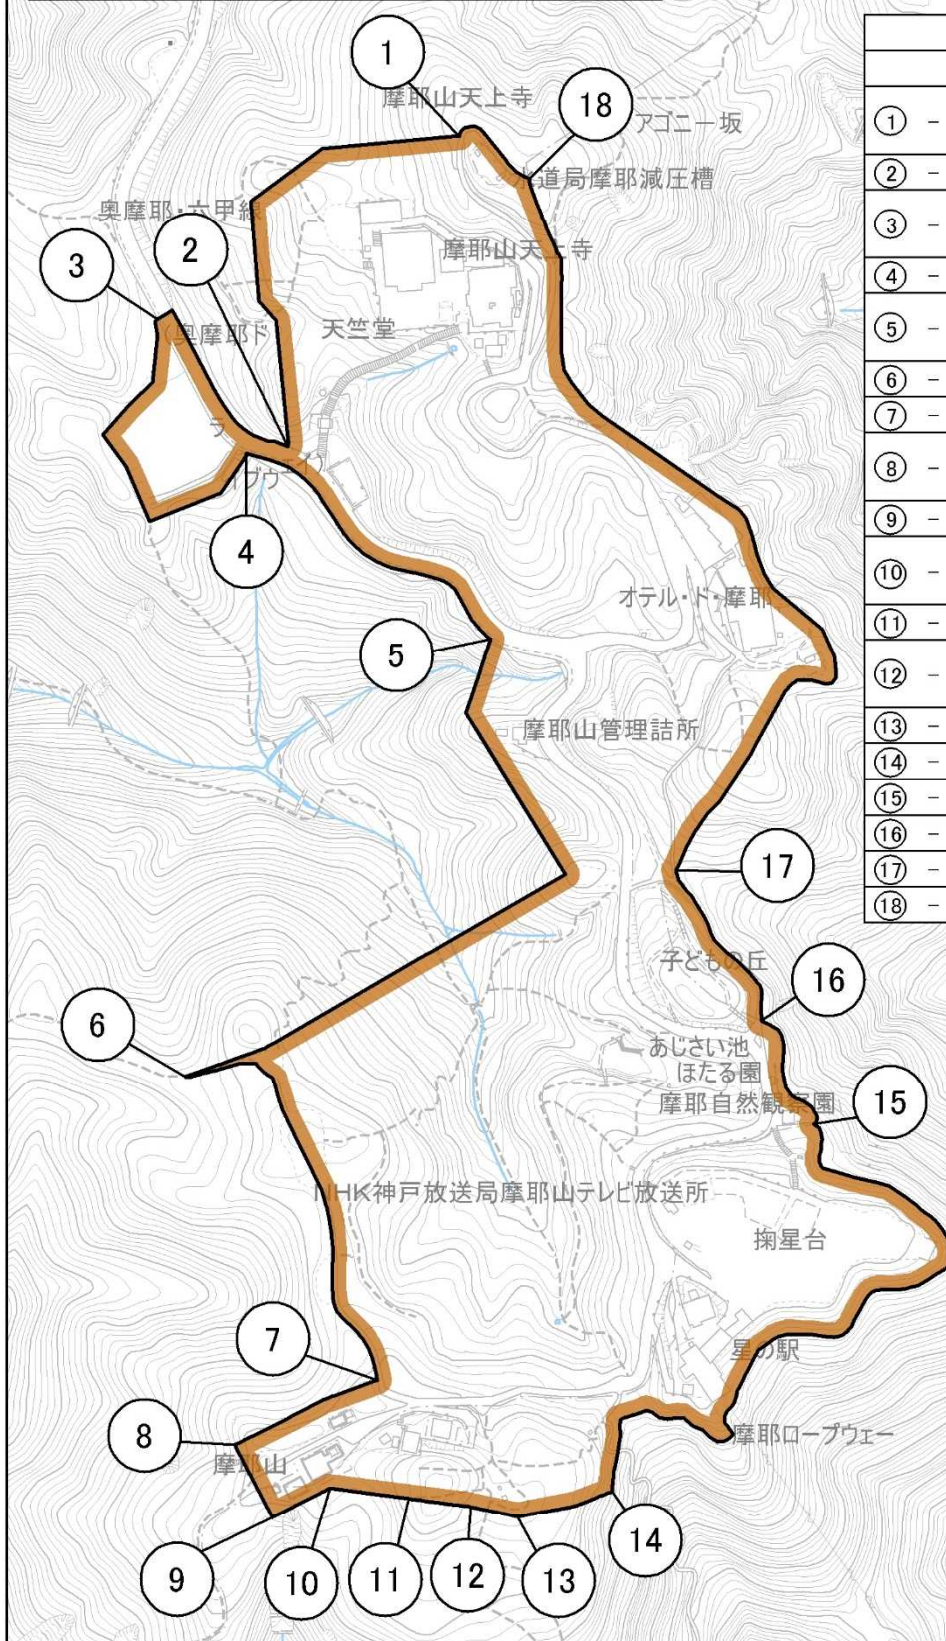 1
摩耶山天上寺
18
アゴニー坂
水道局摩耶減圧槽
奥摩耶・六甲線
2
摩耶山天上寺
3
(奥摩耶ド
天竺堂
ラ
イブウェイ)
4
オテル・ド・摩耶
5
摩耶山管理詰所
17
子どもの丘
16
6
あじさい池
ほたる園
摩耶自然観察園
15
NHK神戸放送局摩耶山テレビ放送所
掬星台
7
星の駅
8
摩耶ロープウェー
摩耶山
14
9
10
11
12
13
① -
② -
③ -
④ -
⑤ -
⑥ -
⑦ -
⑧ -
⑨ -
⑩ -
⑪ -
⑫ -
⑬ -
⑭ -
⑮ -
⑯ -
⑰ -
⑱ -